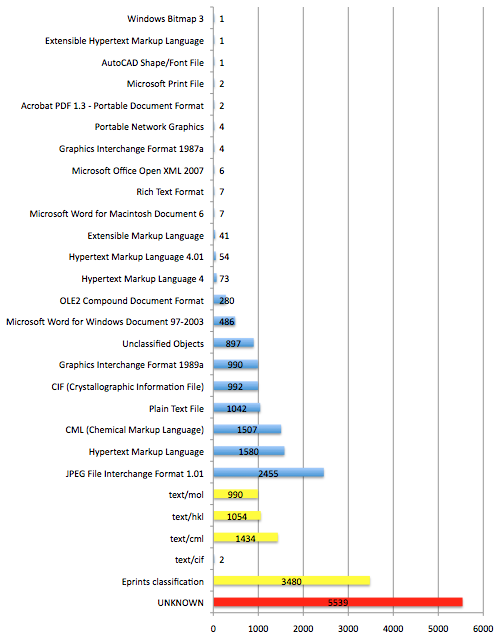 Windows Bitmap 3 1
Extensible Hypertext Markup Language 1
AutoCAD Shape/Font File 1
Microsoft Print File 2
Acrobat PDF 1.3 - Portable Document Format 2
Portable Network Graphics 4
Graphics Interchange Format 1987a 4
Microsoft Office Open XML 2007 6
Rich Text Format 7
Microsoft Word for Macintosh Document 6 7
Extensible Markup Language 41
Hypertext Markup Language 4.01 54
Hypertext Markup Language 4 73
OLE2 Compound Document Format 280
Microsoft Word for Windows Document 97-2003 486
Unclassified Objects 897
Graphics Interchange Format 1989a 990
CIF (Crystallographic Information File) 992
Plain Text File 1042
CML (Chemical Markup Language) 1507
Hypertext Markup Language 1580
JPEG File Interchange Format 1.01 2455
text/mol 990
text/hkl 1054
text/cml 1434
text/cif 2
Eprints classification 3480
UNKNOWN 5539
0 1000 2000 3000 4000 5000 6000